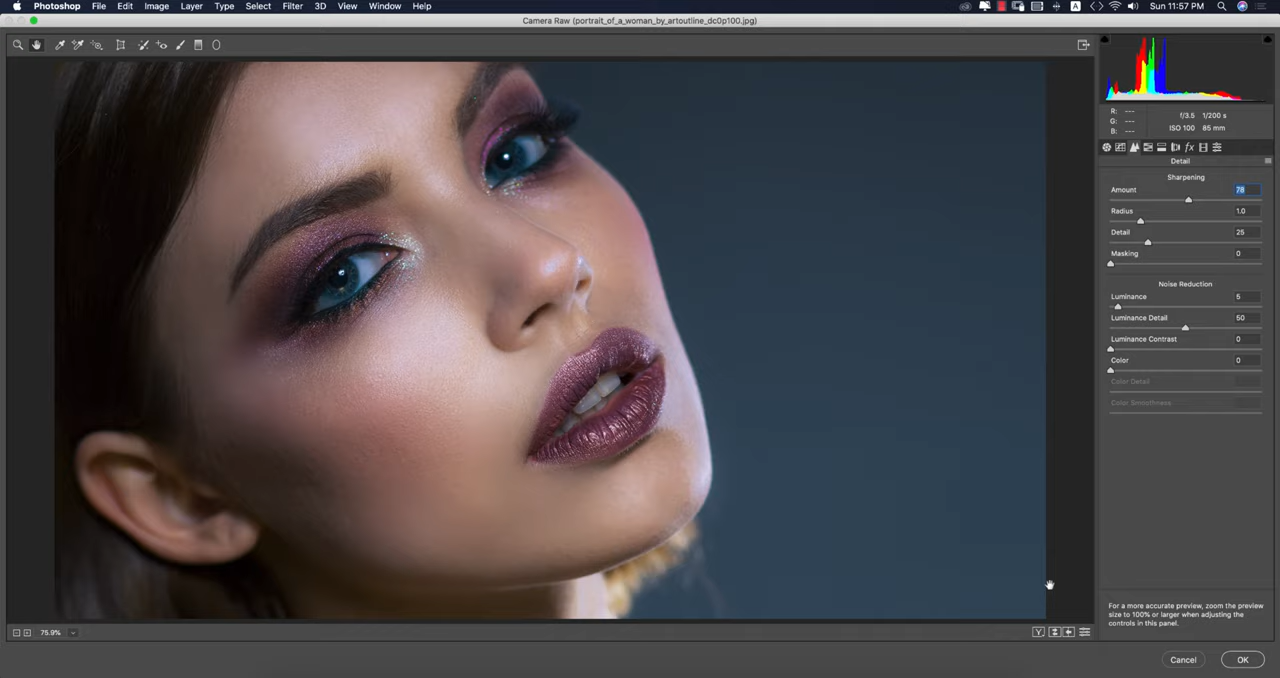 Photoshop File Edit Image Layer Type Select Filter 3D View Window Help A Sun 11:57 PM
Camera Raw (portrait_of_a_woman_by_artoutline_dc0p100.jpg)
R: ---
G: ---
B: ---
f/3.5 1/200 s
ISO 100 85 mm
fx
Detail
Sharpening
Amount 78
Radius 1.0
Detail 25
Masking 0
Noise Reduction
Luminance 5
Luminance Detail 50
Luminance Contrast 0
Color 0
Color Detail
Color Smoothness
For a more accurate preview, zoom the preview
size to 100% or larger when adjusting the
controls in this panel.
75.9% Y
Cancel OK